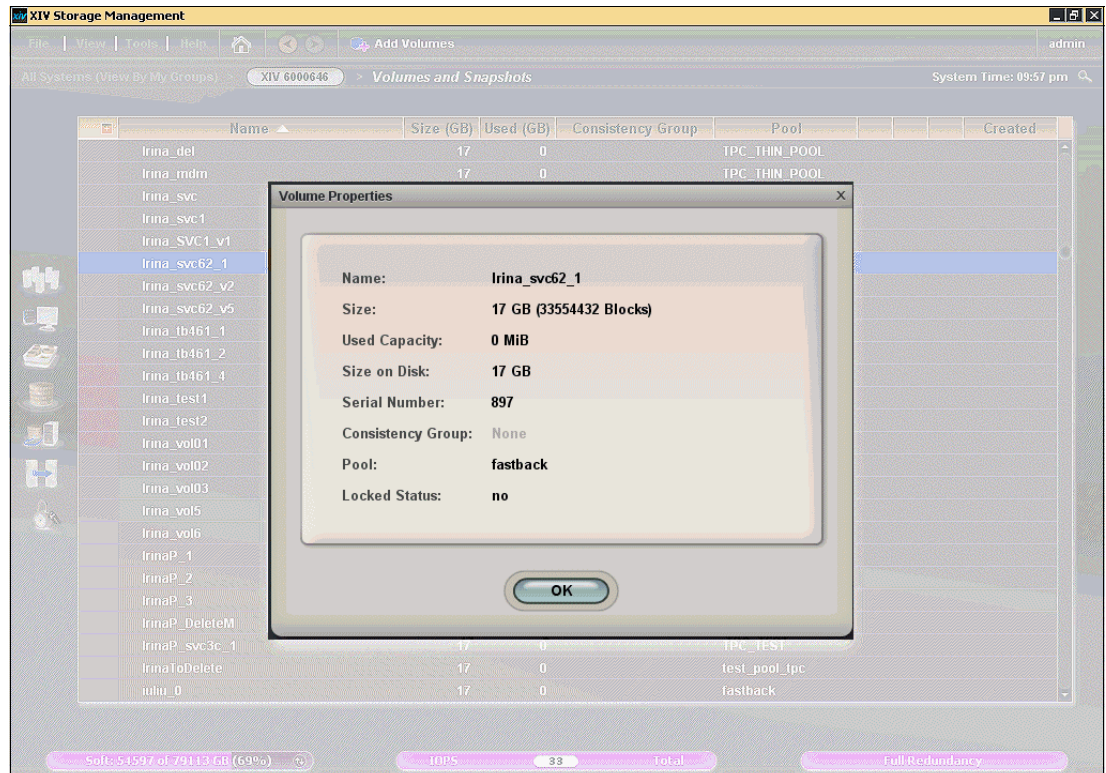 XIV Storage Management
File View Tools Help Add Volumes admin
All Systems (View By My Groups) > XIV 6000646 > Volumes and Snapshots System Time: 09:57 pm
Name Size (GB) Used (GB) Consistency Group Pool Created
Irina_del 17 0 TPC_THIN_POOL
Irina_mdm 17 0 TPC_THIN_POOL
Irina_svc
Irina_svc1
Irina_SVC1_v1
Irina_svc62_1
Irina_svc62_v2
Irina_svc62_v5
Irina_tb461_1
Irina_tb461_2
Irina_tb461_4
Irina_test1
Irina_test2
Irina_vol01
Irina_vol02
Irina_vol03
Irina_vol5
Irina_vol6
IrinaP_1
IrinaP_2
IrinaP_3
IrinaP_DeleteM
IrinaP_svc3c_1 17 0 TPC_TEST
IrinaToDelete 17 0 test_pool_tpc
iuliu_0 17 0 fastback
Volume Properties X
Name: Irina_svc62_1
Size: 17 GB (33554432 Blocks)
Used Capacity: 0 MiB
Size on Disk: 17 GB
Serial Number: 897
Consistency Group: None
Pool: fastback
Locked Status: no
OK
Soft: 54597 of 79113 GB (69%) IOPS 33 Total Full Redundancy